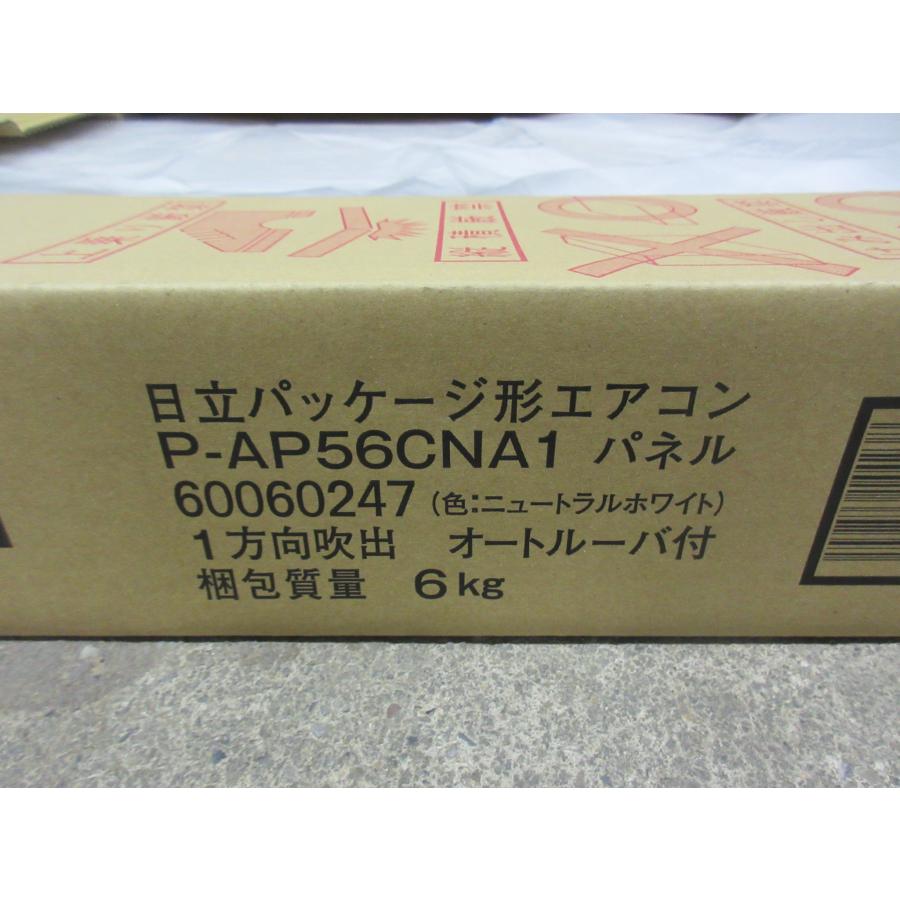 日立パッケージ形エアコン
P-AP56CNA1 パネル
60060247 (色:ニュートラルホワイト)
1方向吹出 オートルーバ付
梱包質量 6kg